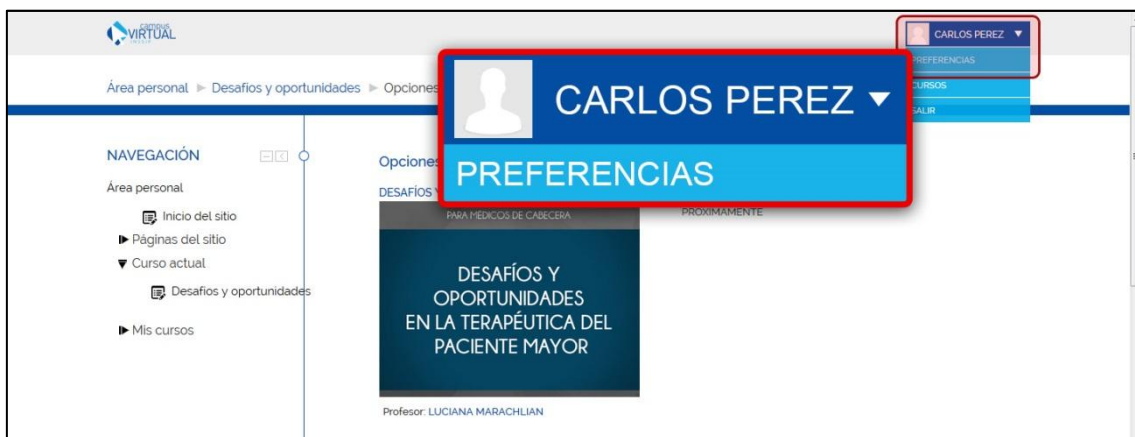 campus
VIRTUAL
CARLOS PEREZ
PREFERENCIAS
CURSOS
SALIR
Área personal ▶ Desafíos y oportunidades ▶ Opciones
CARLOS PEREZ
PREFERENCIAS
NAVEGACIÓN
Área personal
Inicio del sitio
Páginas del sitio
Curso actual
Desafíos y oportunidades
Mis cursos
Opciones
DESAFÍOS Y
PROXIMAMENTE
PARA MÉDICOS DE CABECERA
DESAFÍOS Y
OPORTUNIDADES
EN LA TERAPÉUTICA DEL
PACIENTE MAYOR
Profesor: LUCIANA MARACHLIAN